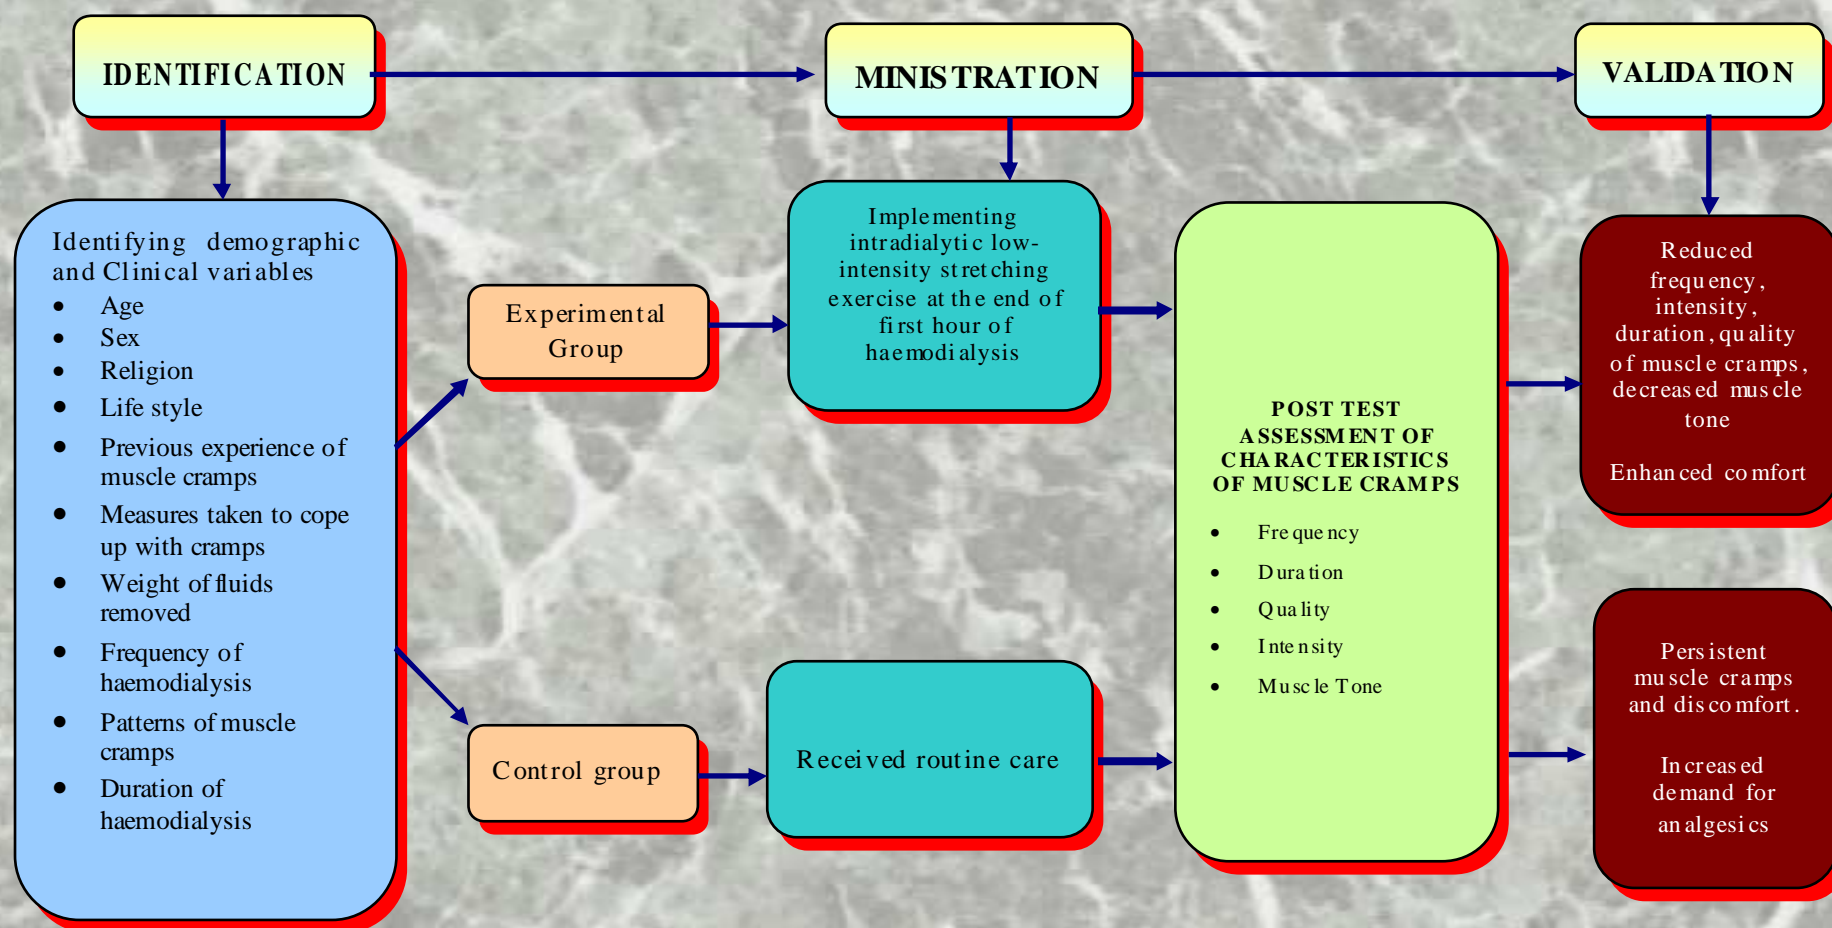 IDENTIFICATION
MINISTRATION
VALIDATION
Identifying demographic
and Clinical variables
• Age
• Sex
• Religion
• Life style
• Previous experience of
muscle cramps
• Measures taken to cope
up with cramps
• Weight of fluids
removed
• Frequency of
haemodialysis
• Patterns of muscle
cramps
• Duration of
haemodialysis
Experimental
Group
Control group
Implementing
intradialytic low-
intensity stretching
exercise at the end of
first hour of
haemodialysis
Received routine care
POST TEST
ASSESSMENT OF
CHARACTERISTICS
OF MUSCLE CRAMPS
• Frequency
• Duration
• Quality
• Intensity
• Muscle Tone
Reduced
frequency,
intensity,
duration, quality
of muscle cramps,
decreased muscle
tone
Enhanced comfort
Persistent
muscle cramps
and discomfort.
Increased
demand for
analgesics